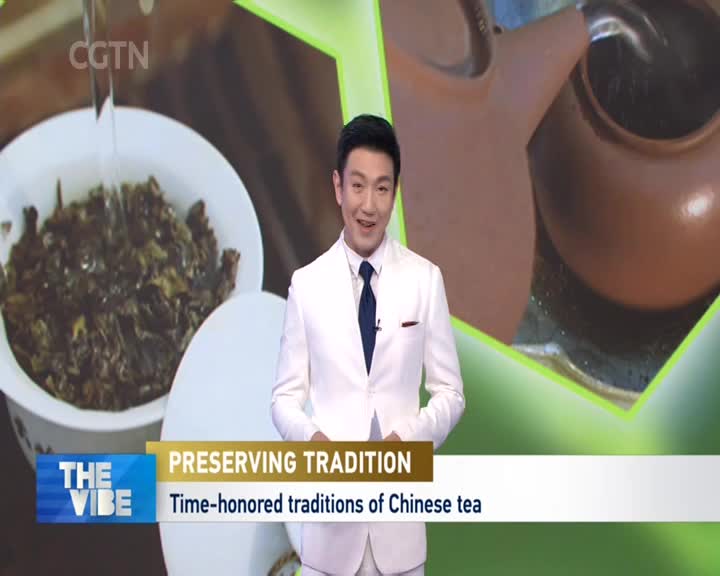 CGTN
PRESERVING TRADITION
THE VIBE
Time-honored traditions of Chinese tea